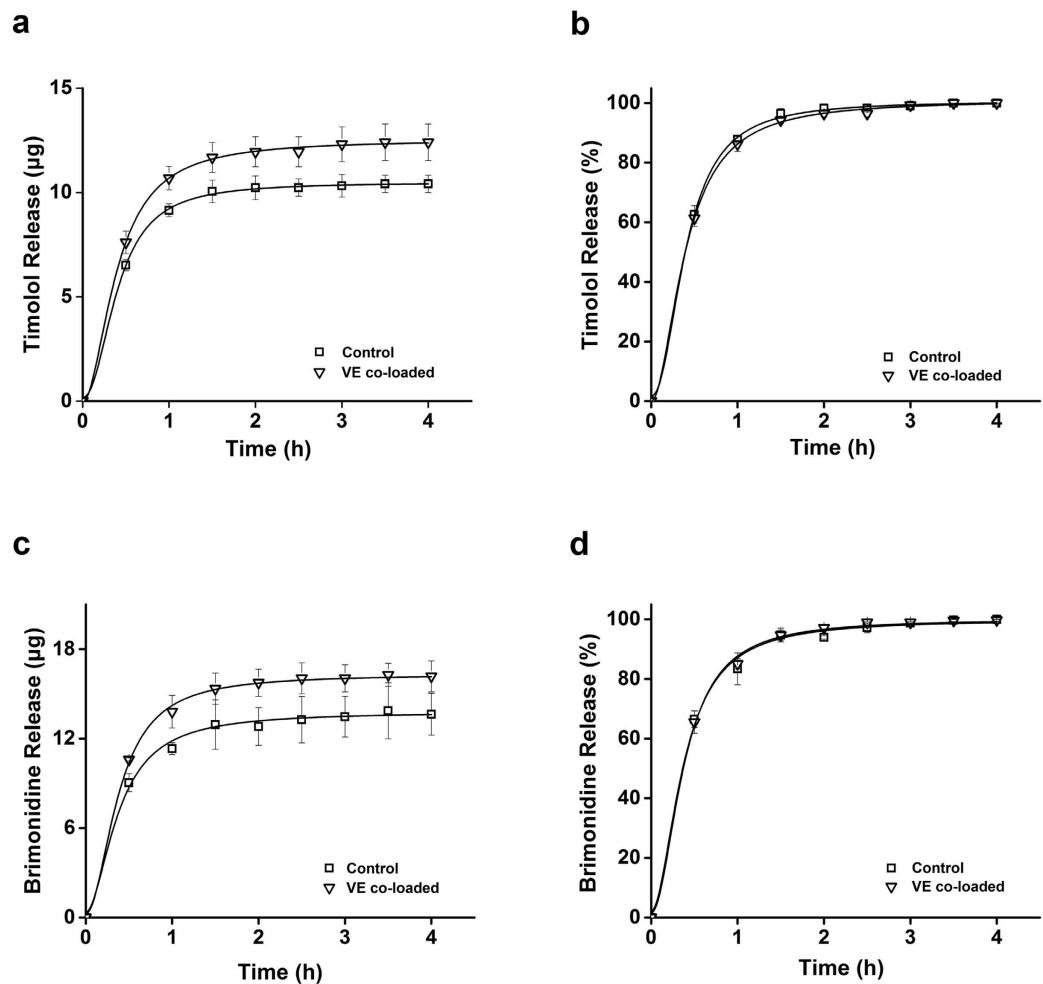 a
Timolol Release (μg)
15
10
5
0
0 1 2 3 4
Time (h)
Control
VE co-loaded
b
Timolol Release (%)
100
80
60
40
20
0
0 1 2 3 4
Time (h)
Control
VE co-loaded
c
Brimonidine Release (μg)
18
12
6
0
0 1 2 3 4
Time (h)
Control
VE co-loaded
d
Brimonidine Release (%)
100
80
60
40
20
0
0 1 2 3 4
Time (h)
Control
VE co-loaded